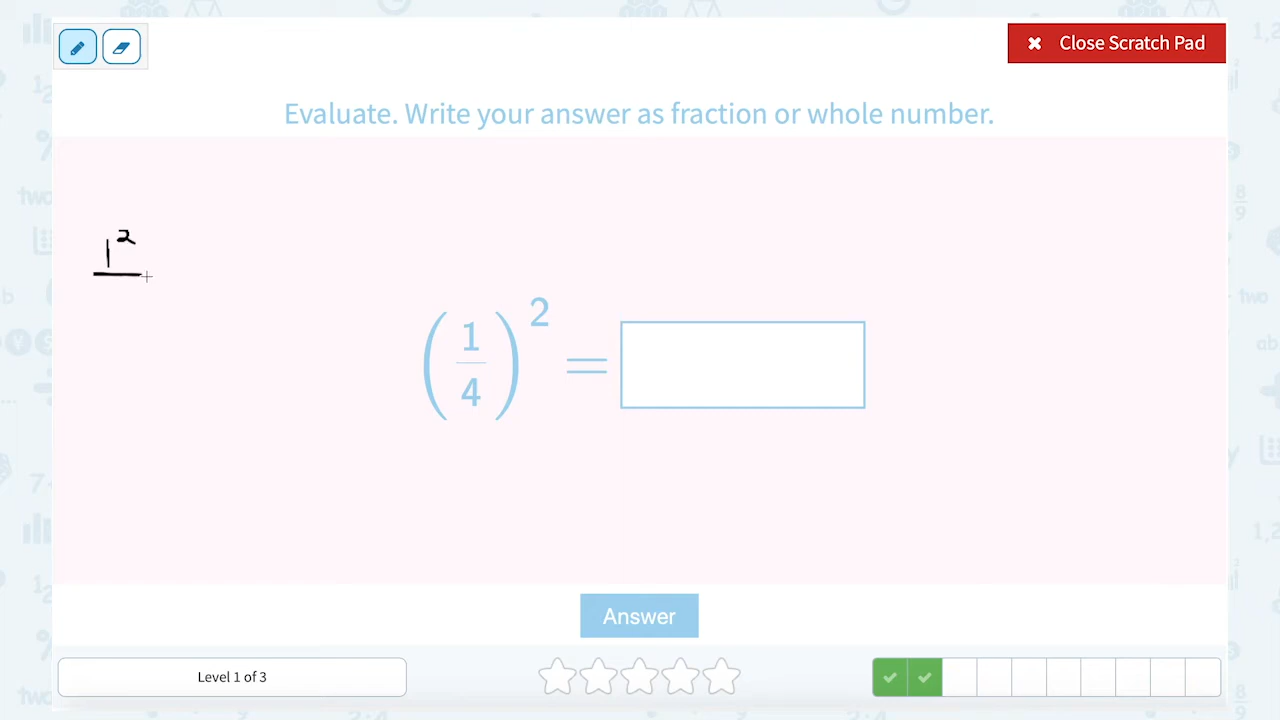 Close Scratch Pad
Evaluate. Write your answer as fraction or whole number.
1²
(1/4)² =
Answer
Level 1 of 3